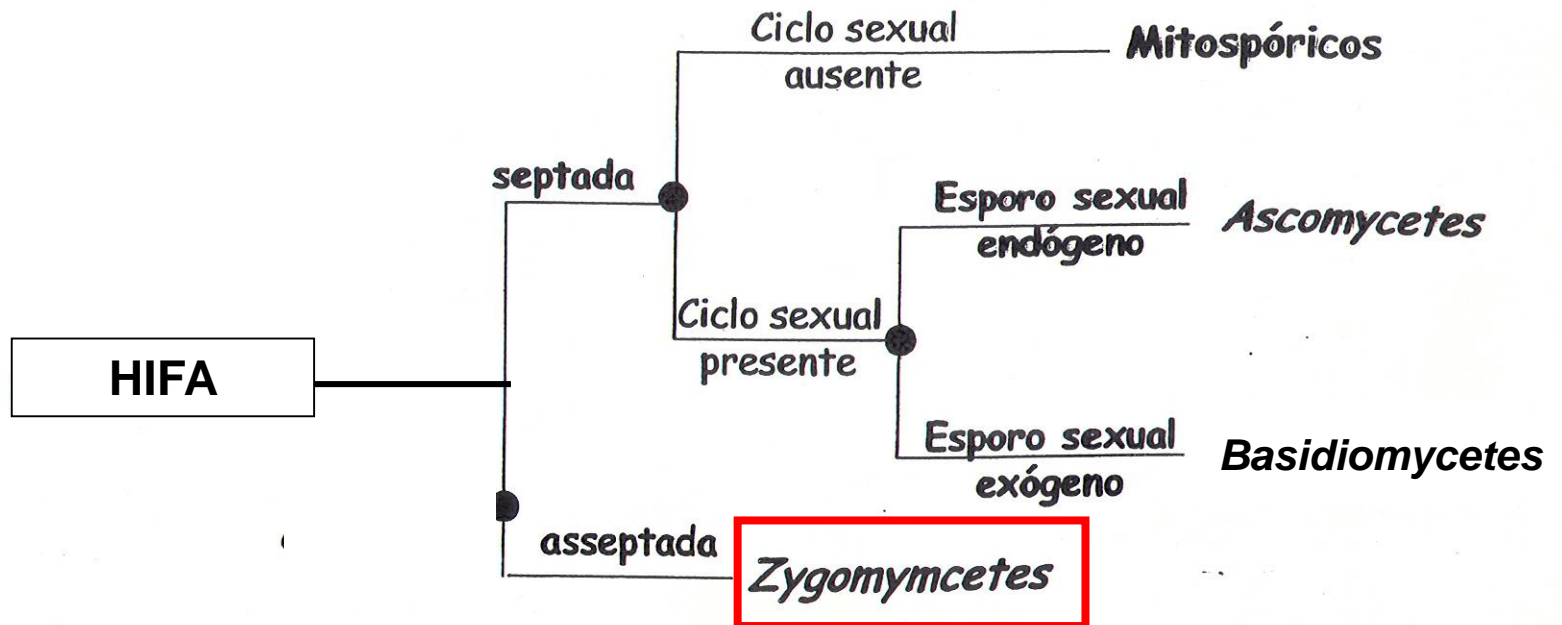 Ciclo sexual
ausente
Mitospóricos
septada
Esporo sexual
endógeno
Ascomycetes
Ciclo sexual
presente
HIFA
Esporo sexual
exógeno
Basidiomycetes
asseptada
Zygomymcetes